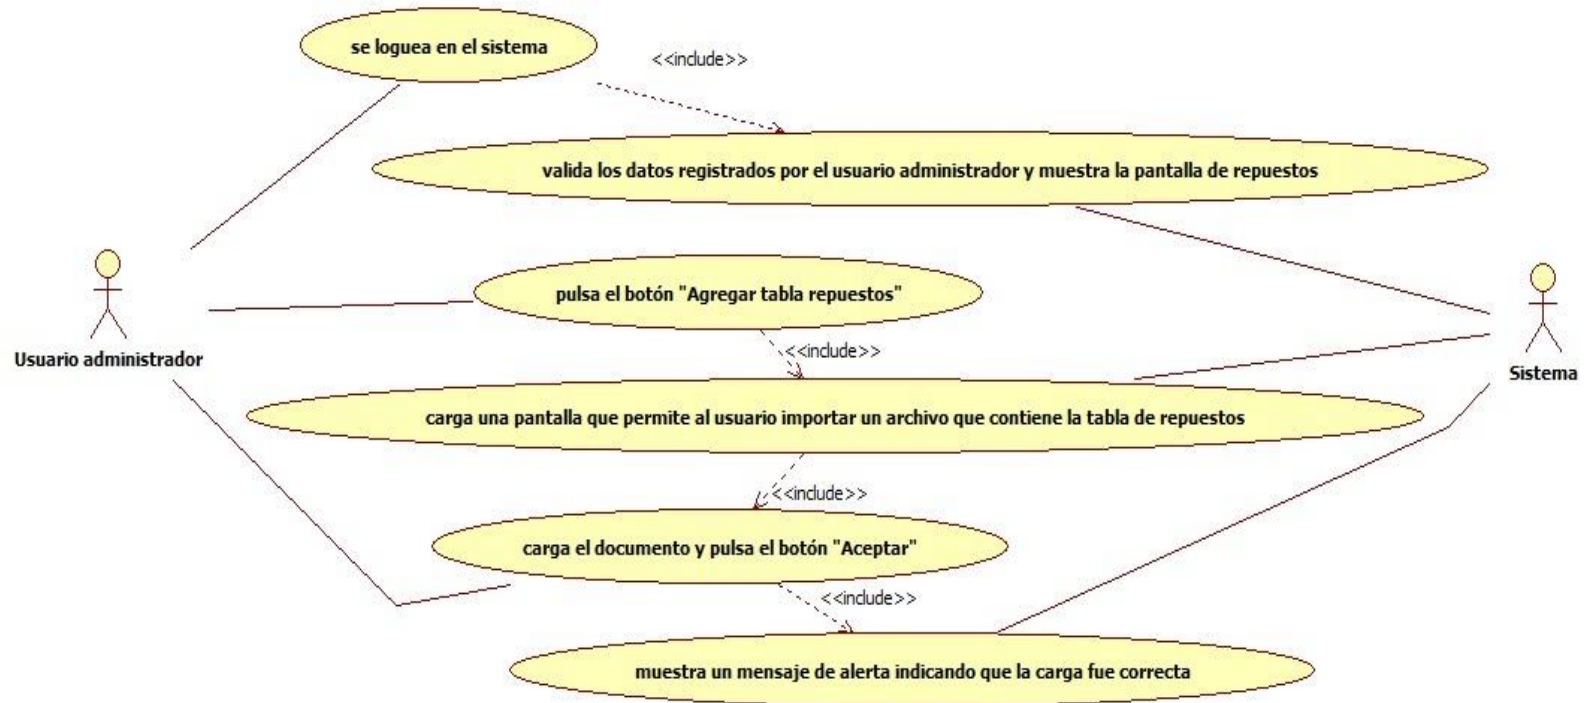 se loguea en el sistema
<<include>>
valida los datos registrados por el usuario administrador y muestra la pantalla de repuestos
pulsa el botón "Agregar tabla repuestos"
Usuario administrador
<<include>>
Sistema
carga una pantalla que permite al usuario importar un archivo que contiene la tabla de repuestos
<<include>>
carga el documento y pulsa el botón "Aceptar"
<<include>>
muestra un mensaje de alerta indicando que la carga fue correcta